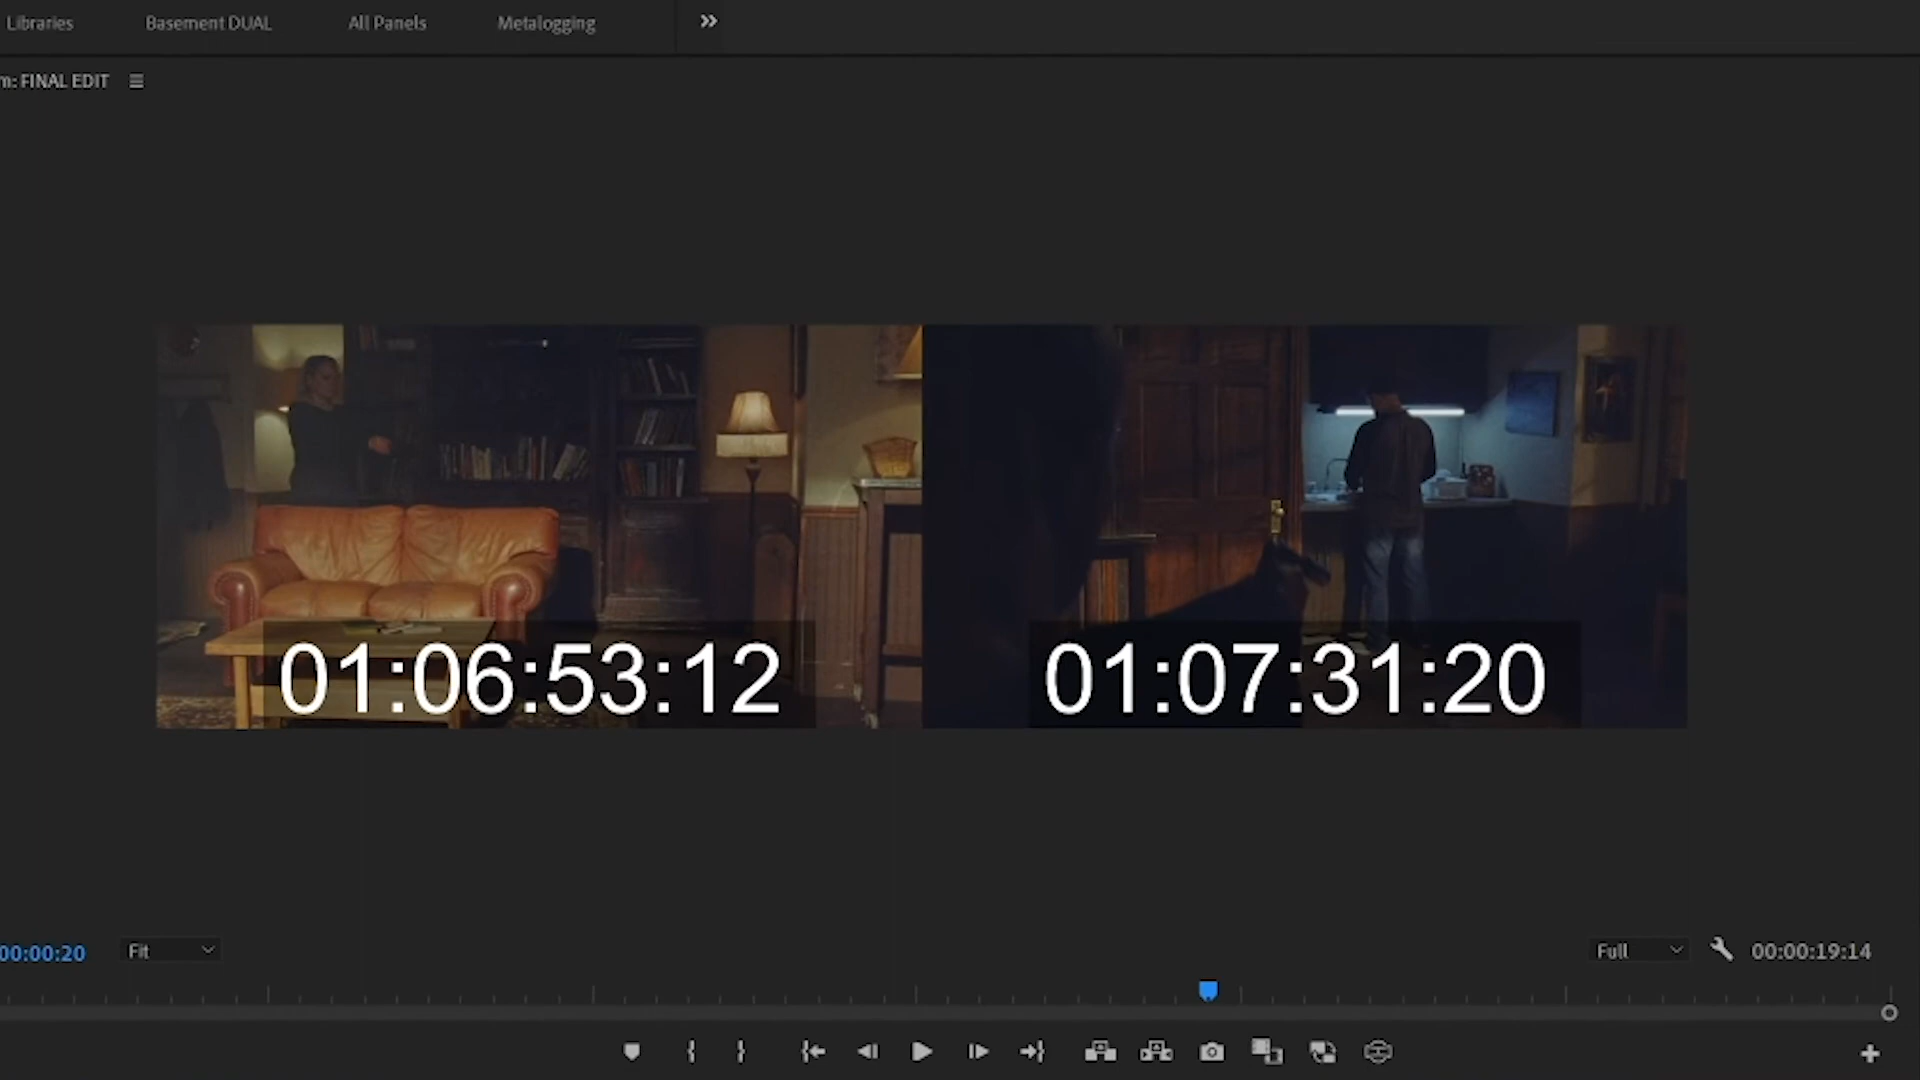 Libraries Basement DUAL All Panels Metalogging
m: FINAL EDIT
01:06:53:12 01:07:31:20
00:00:20 Fit Full 00:00:19:14